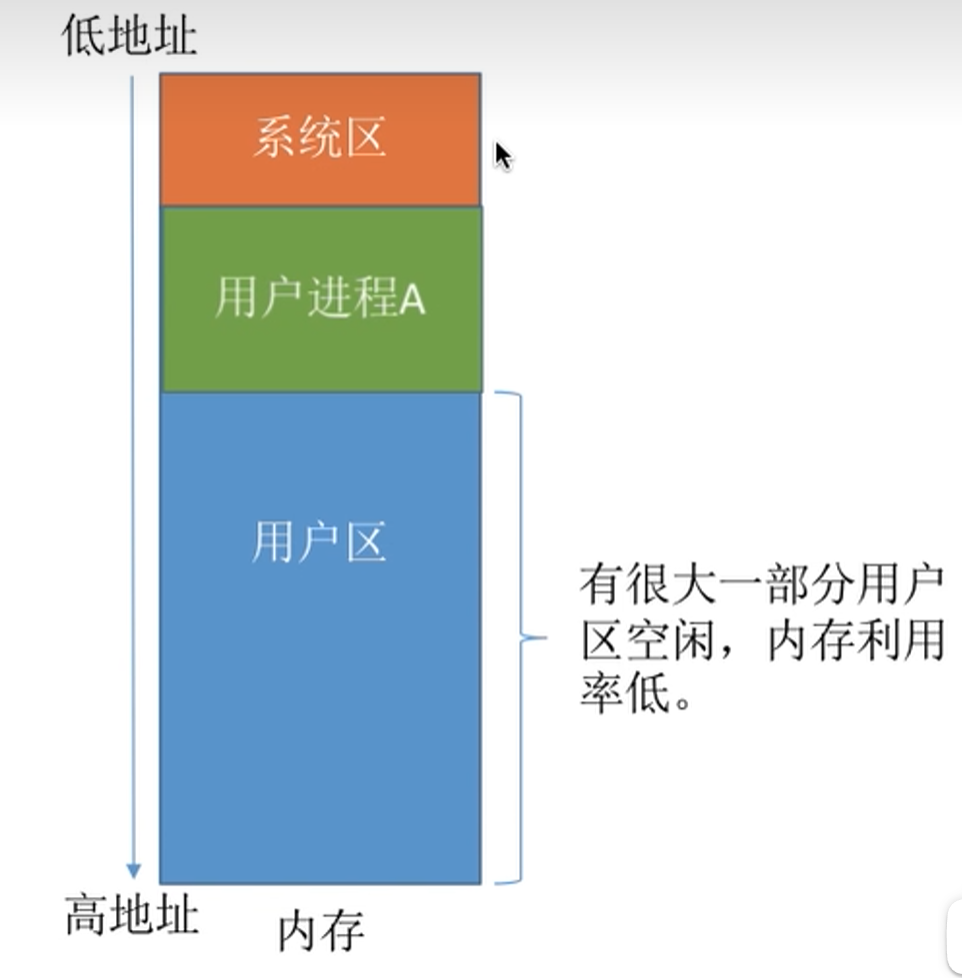 低地址
系统区
用户进程A
用户区
有很大一部分用户
区空闲，内存利用
率低。
高地址
内存